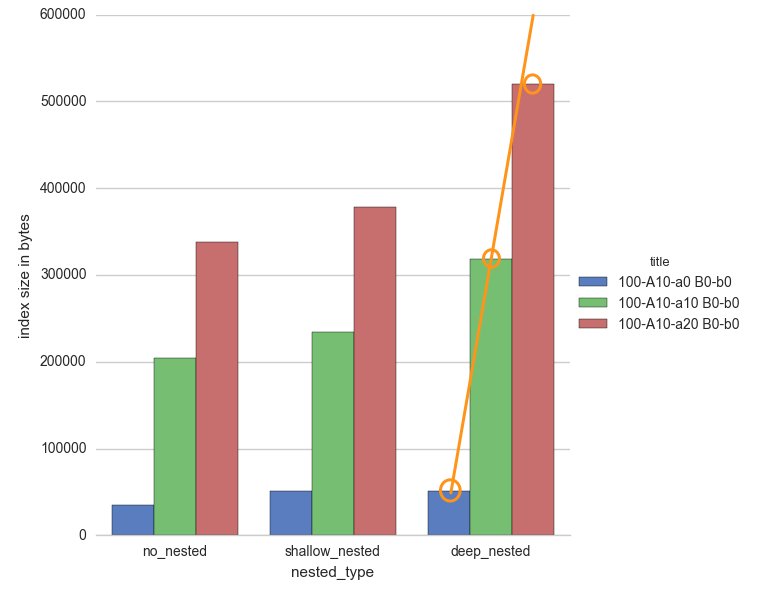 600000
500000
400000
300000
200000
100000
0
index size in bytes
no_nested
shallow_nested
deep_nested
nested_type
title
100-A10-a0 B0-b0
100-A10-a10 B0-b0
100-A10-a20 B0-b0